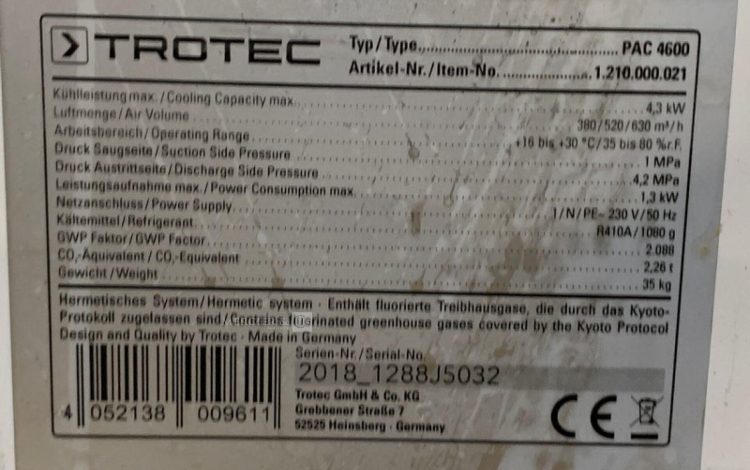 TROTEC
Typ/Type PAC 4600
Artikel-Nr./Item-No. 1.210.000.021
Kühlleistung max./Cooling Capacity max. 4,3 kW
Luftmenge/Air Volume 380/520/630 m³/h
Arbeitsbereich/Operating Range +16 bis +30 °C/35 bis 80 %r.F.
Druck Saugseite/Suction Side Pressure 1 MPa
Druck Austrittseite/Discharge Side Pressure 4,2 MPa
Leistungsaufnahme max./Power Consumption max. 1,3 kW
Netzanschluss/Power Supply 1/N/PE~ 230 V/50 Hz
Kältemittel/Refrigerant R410A/1080 g
GWP Faktor/GWP Factor 2.088
CO₂-Äquivalent/CO₂-Equivalent 2,26 t
Gewicht/Weight 35 kg
Hermetisches System/Hermetic system · Enthält fluorierte Treibhausgase, die durch das Kyoto-
Protokoll zugelassen sind/Contains fluorinated greenhouse gases covered by the Kyoto Protocol
Design and Quality by Trotec · Made in Germany
Serien-Nr./Serial-No.
2018_1288J5032
Trotec GmbH & Co. KG
Grebbener Straße 7
52525 Heinsberg · Germany
4 052138 009611
CE